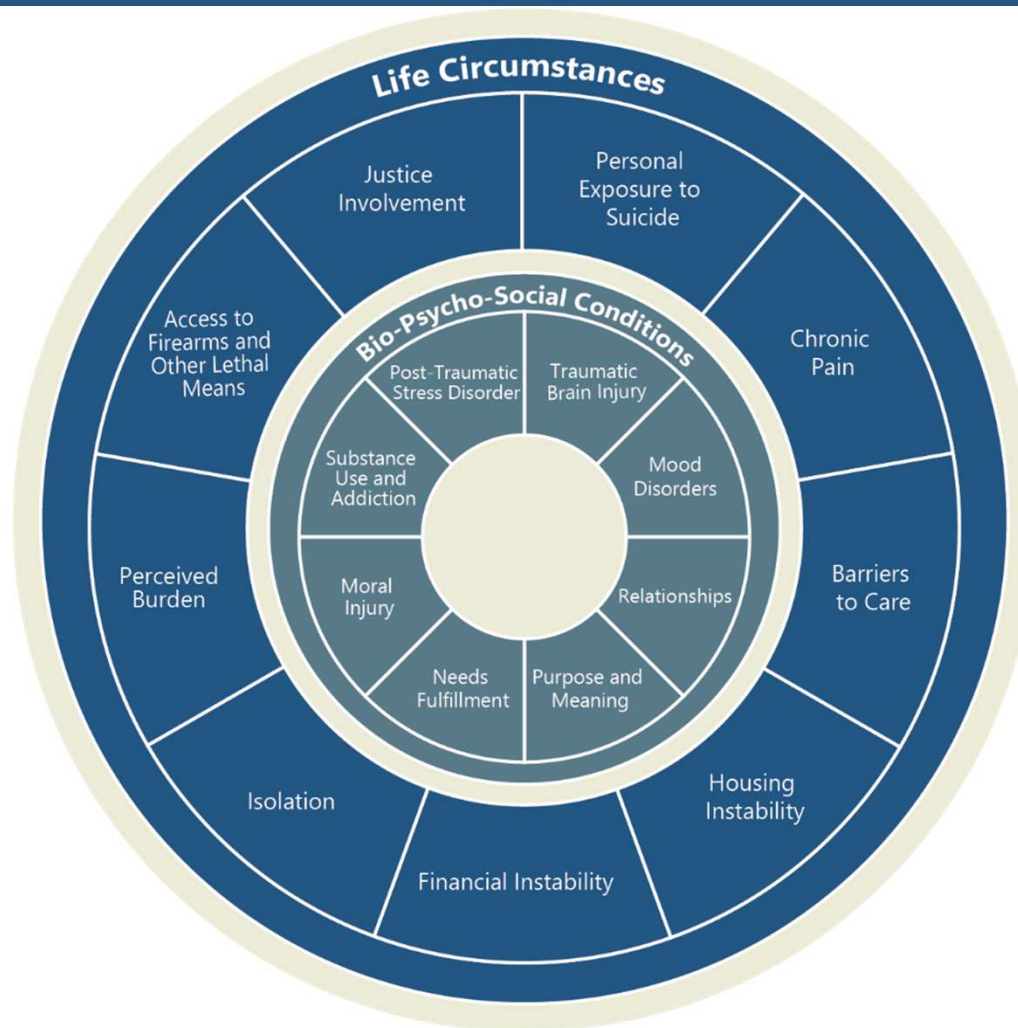 Life Circumstances
Justice
Involvement
Personal
Exposure to
Suicide
Access to
Firearms and
Other Lethal
Means
Chronic
Pain
Perceived
Burden
Barriers
to Care
Isolation
Housing
Instability
Financial Instability
Bio-Psycho-Social Conditions
Post-Traumatic
Stress Disorder
Traumatic
Brain Injury
Substance
Use and
Addiction
Mood
Disorders
Moral
Injury
Relationships
Needs
Fulfillment
Purpose and
Meaning